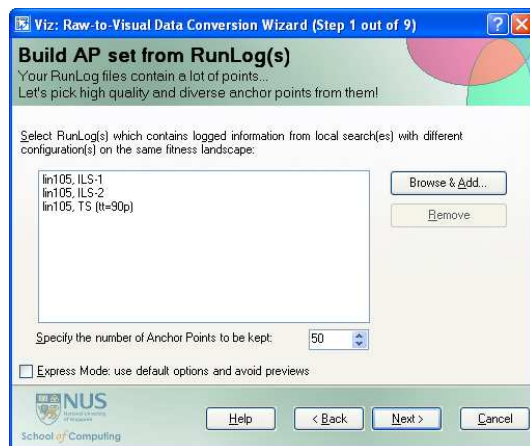 Viz: Raw-to-Visual Data Conversion Wizard (Step 1 out of 9)
Build AP set from RunLog(s)
Your RunLog files contain a lot of points...
Let's pick high quality and diverse anchor points from them!
Select RunLog(s) which contains logged information from local search(es) with different
configuration(s) on the same fitness landscape:
lin105, ILS-1
lin105, ILS-2
lin105, TS (tt=90p)
Browse & Add...
Remove
Specify the number of Anchor Points to be kept:
50
Express Mode: use default options and avoid previews
NUS
National University
of Singapore
School of Computing
Help
< Back
Next >
Cancel